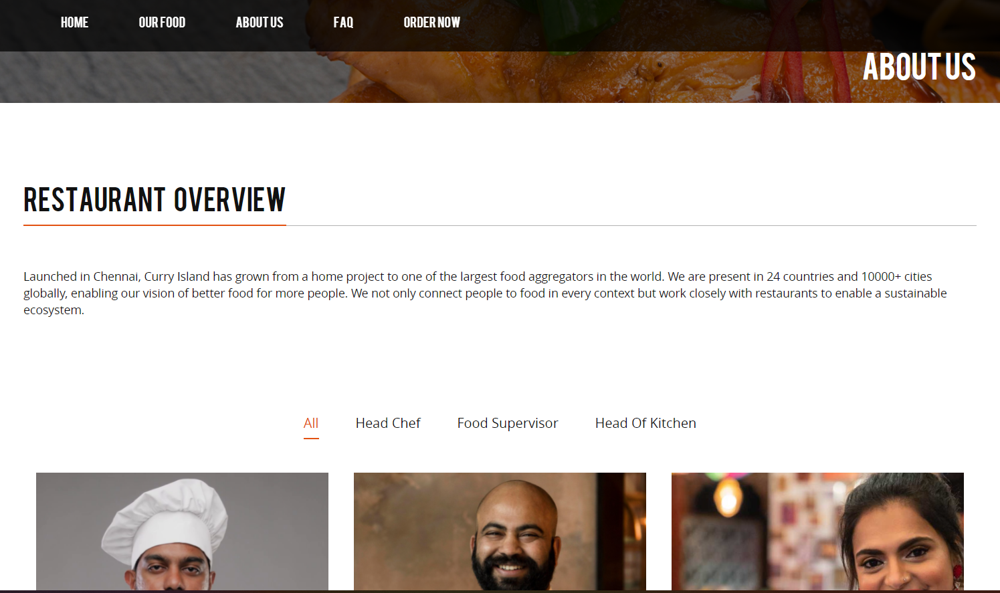 HOME OUR FOOD ABOUT US FAQ ORDER NOW
ABOUT US
RESTAURANT OVERVIEW
Launched in Chennai, Curry Island has grown from a home project to one of the largest food aggregators in the world. We are present in 24 countries and 10000+ cities
globally, enabling our vision of better food for more people. We not only connect people to food in every context but work closely with restaurants to enable a sustainable
ecosystem.
All Head Chef Food Supervisor Head Of Kitchen